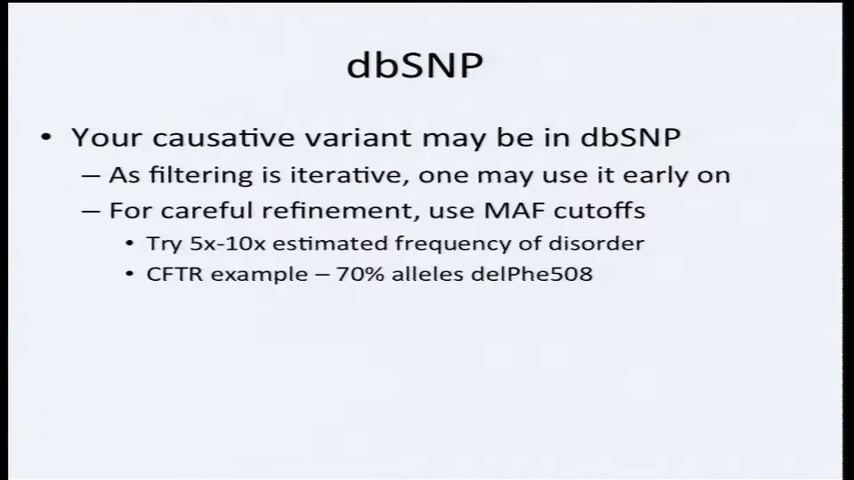 dbSNP
• Your causative variant may be in dbSNP
– As filtering is iterative, one may use it early on
– For careful refinement, use MAF cutoffs
• Try 5x-10x estimated frequency of disorder
• CFTR example – 70% alleles delPhe508